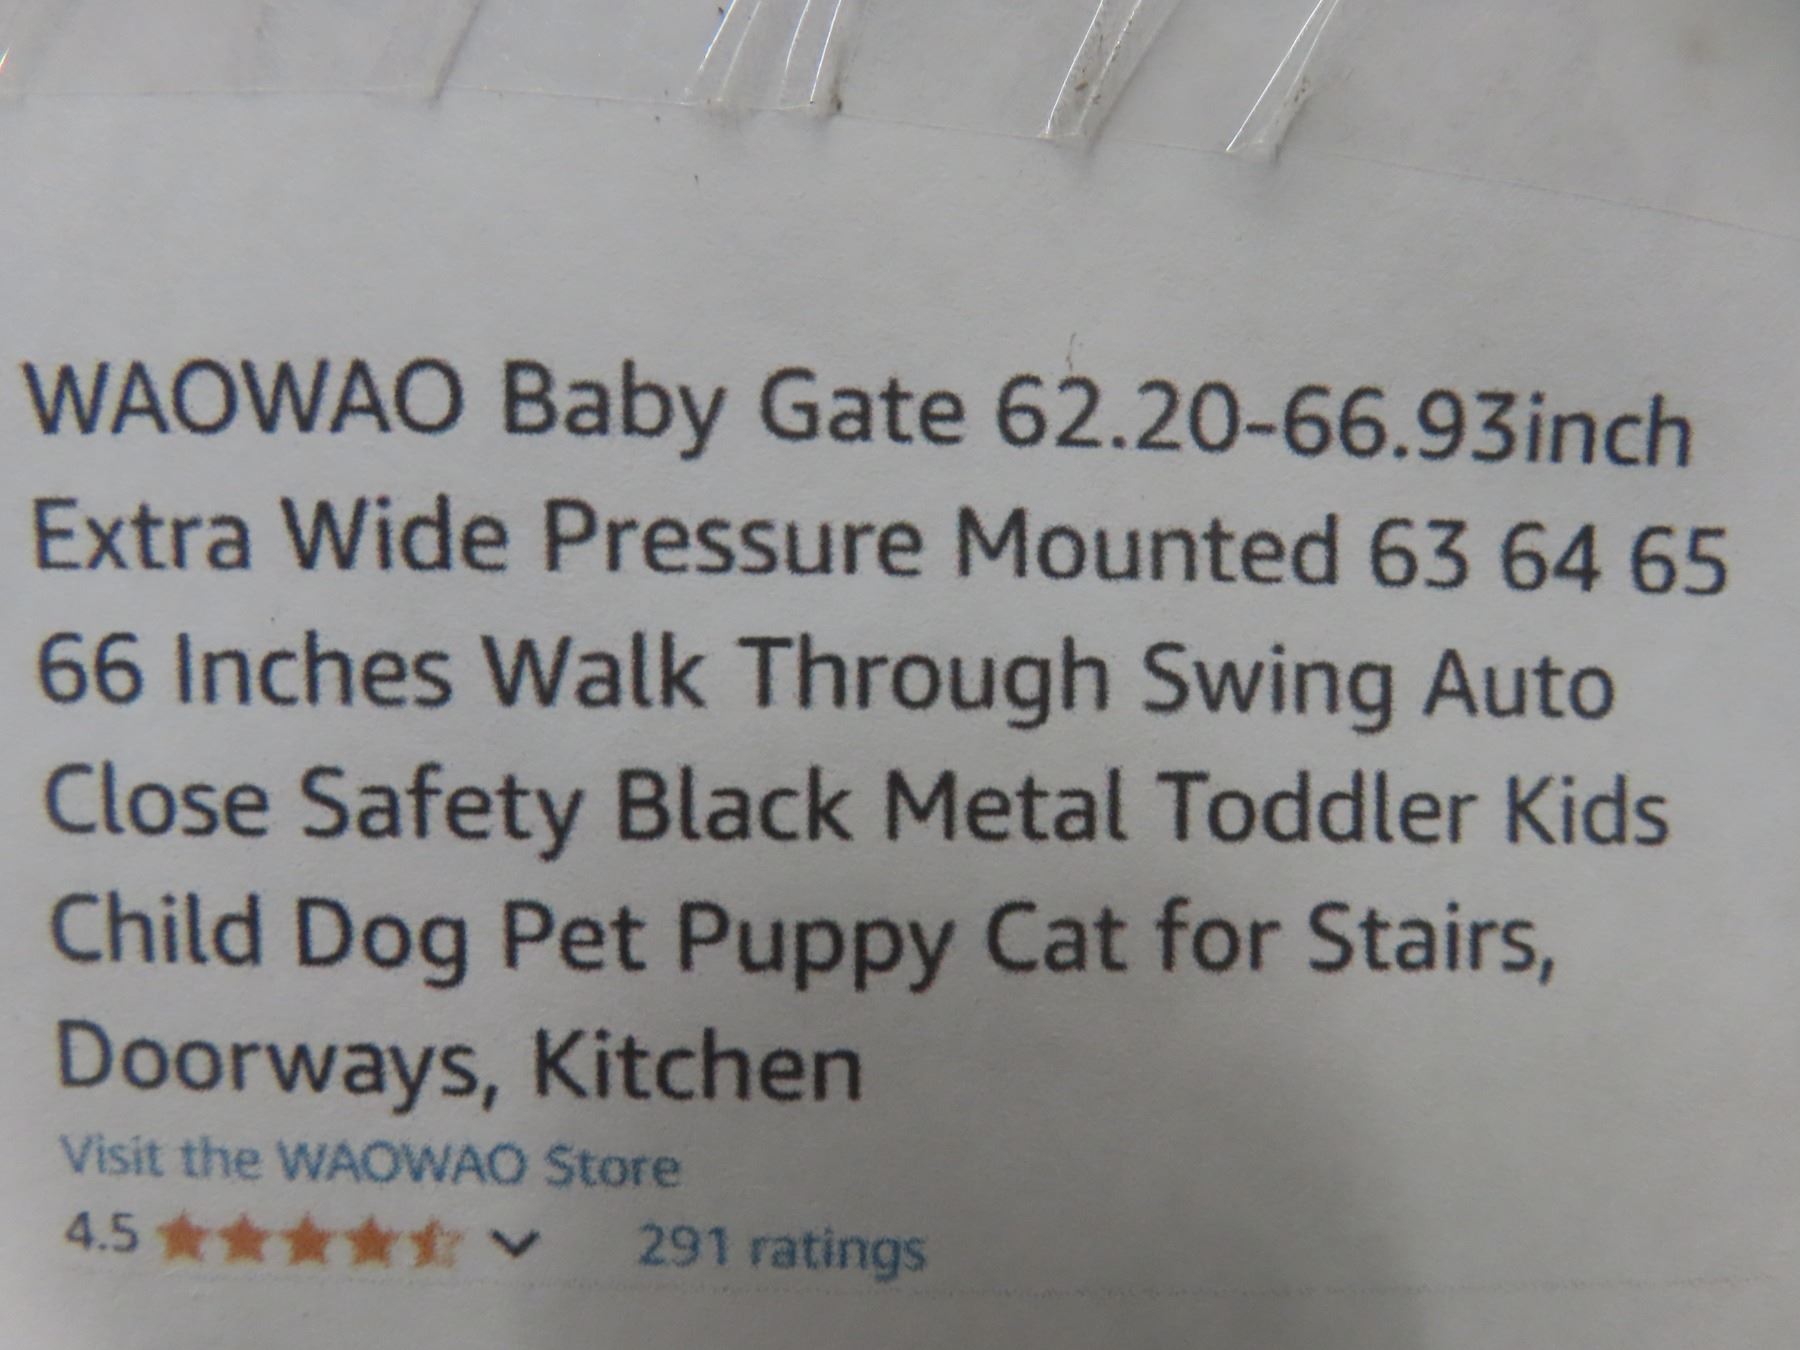 WAOWAO Baby Gate 62.20-66.93inch
Extra Wide Pressure Mounted 63 64 65
66 Inches Walk Through Swing Auto
Close Safety Black Metal Toddler Kids
Child Dog Pet Puppy Cat for Stairs,
Doorways, Kitchen
Visit the WAOWAO Store
4.5 291 ratings